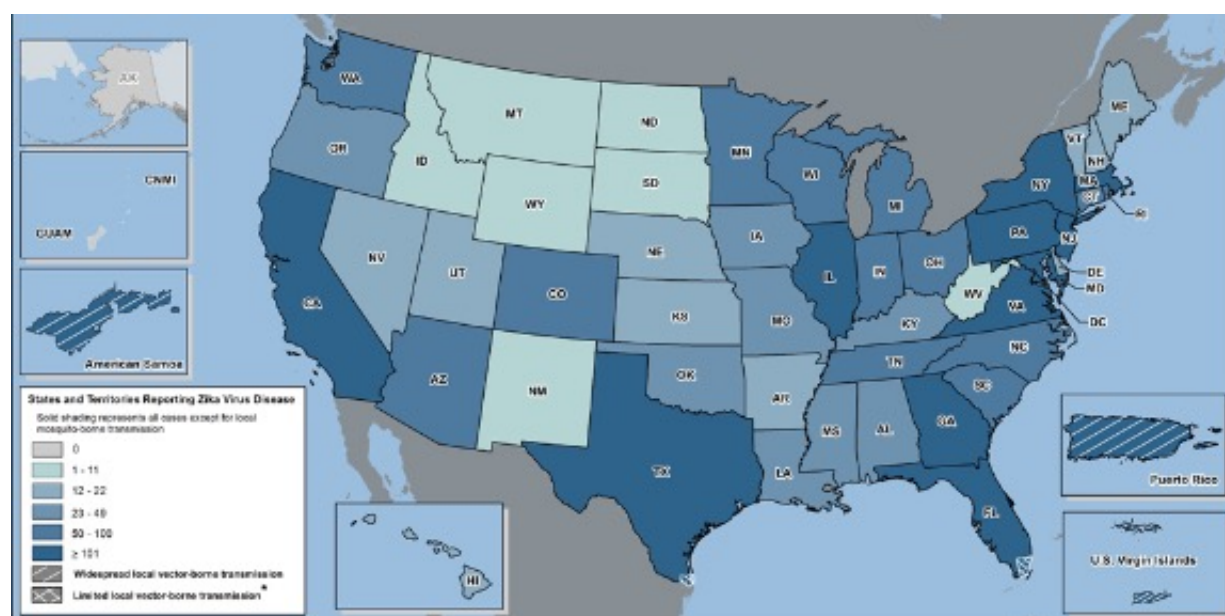 AK
WA
MT
ND
MN
ME
VT
NH
OR
ID
SD
WI
NY
MA
CT
RI
CNMI
WY
MI
GUAM
IA
PA
NJ
NE
NV
UT
IL
IN
OH
DE
MD
WV
CA
CO
KS
MO
KY
VA
DC
American Samoa
TN
NC
AZ
NM
OK
AR
SC
MS
AL
GA
TX
LA
FL
HI
Puerto Rico
U.S. Virgin Islands
States and Territories Reporting Zika Virus Disease
Solid shading represents all cases except for local
mosquito-borne transmission
0
1 - 11
12 - 22
23 - 49
50 - 100
≥ 101
Widespread local vector-borne transmission
Limited local vector-borne transmission*